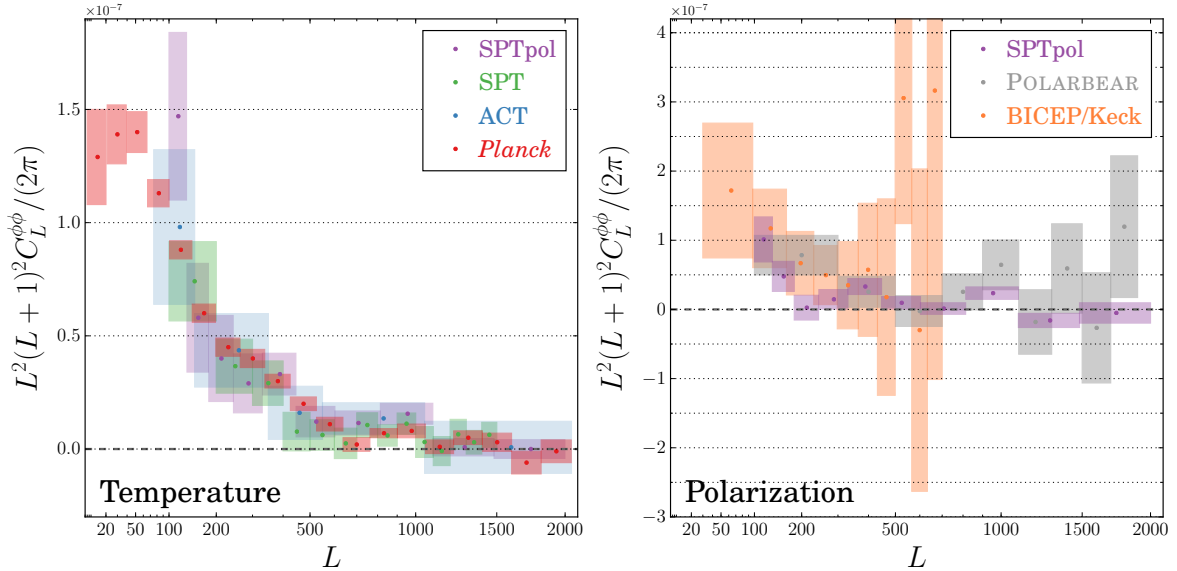 ×10⁻⁷
SPTpol
SPT
ACT
Planck
1.5
1.0
0.5
0.0
L²(L + 1)²C_L^{ϕϕ}/(2π)
Temperature
20 50 100 200 500 1000 1500 2000
L
×10⁻⁷
SPTpol
POLARBEAR
BICEP/Keck
4
3
2
1
0
−1
−2
−3
L²(L + 1)²C_L^{ϕϕ}/(2π)
Polarization
20 50 100 200 500 1000 1500 2000
L